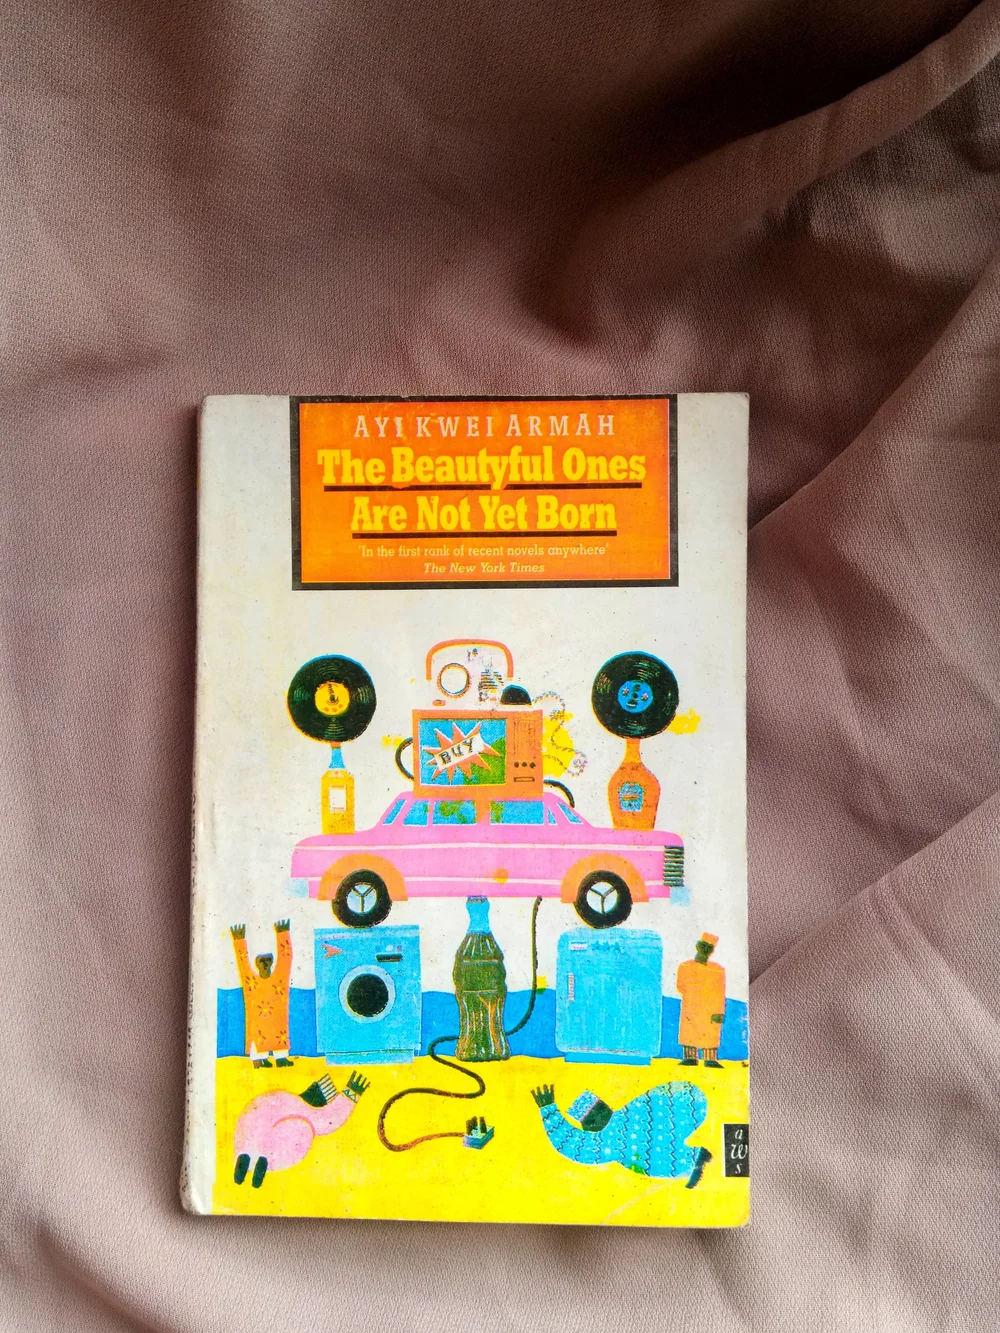 AYI KWEI ARMAH
The Beautyful Ones
Are Not Yet Born
'In the first rank of recent novels anywhere'
The New York Times
BUY
a
w
s